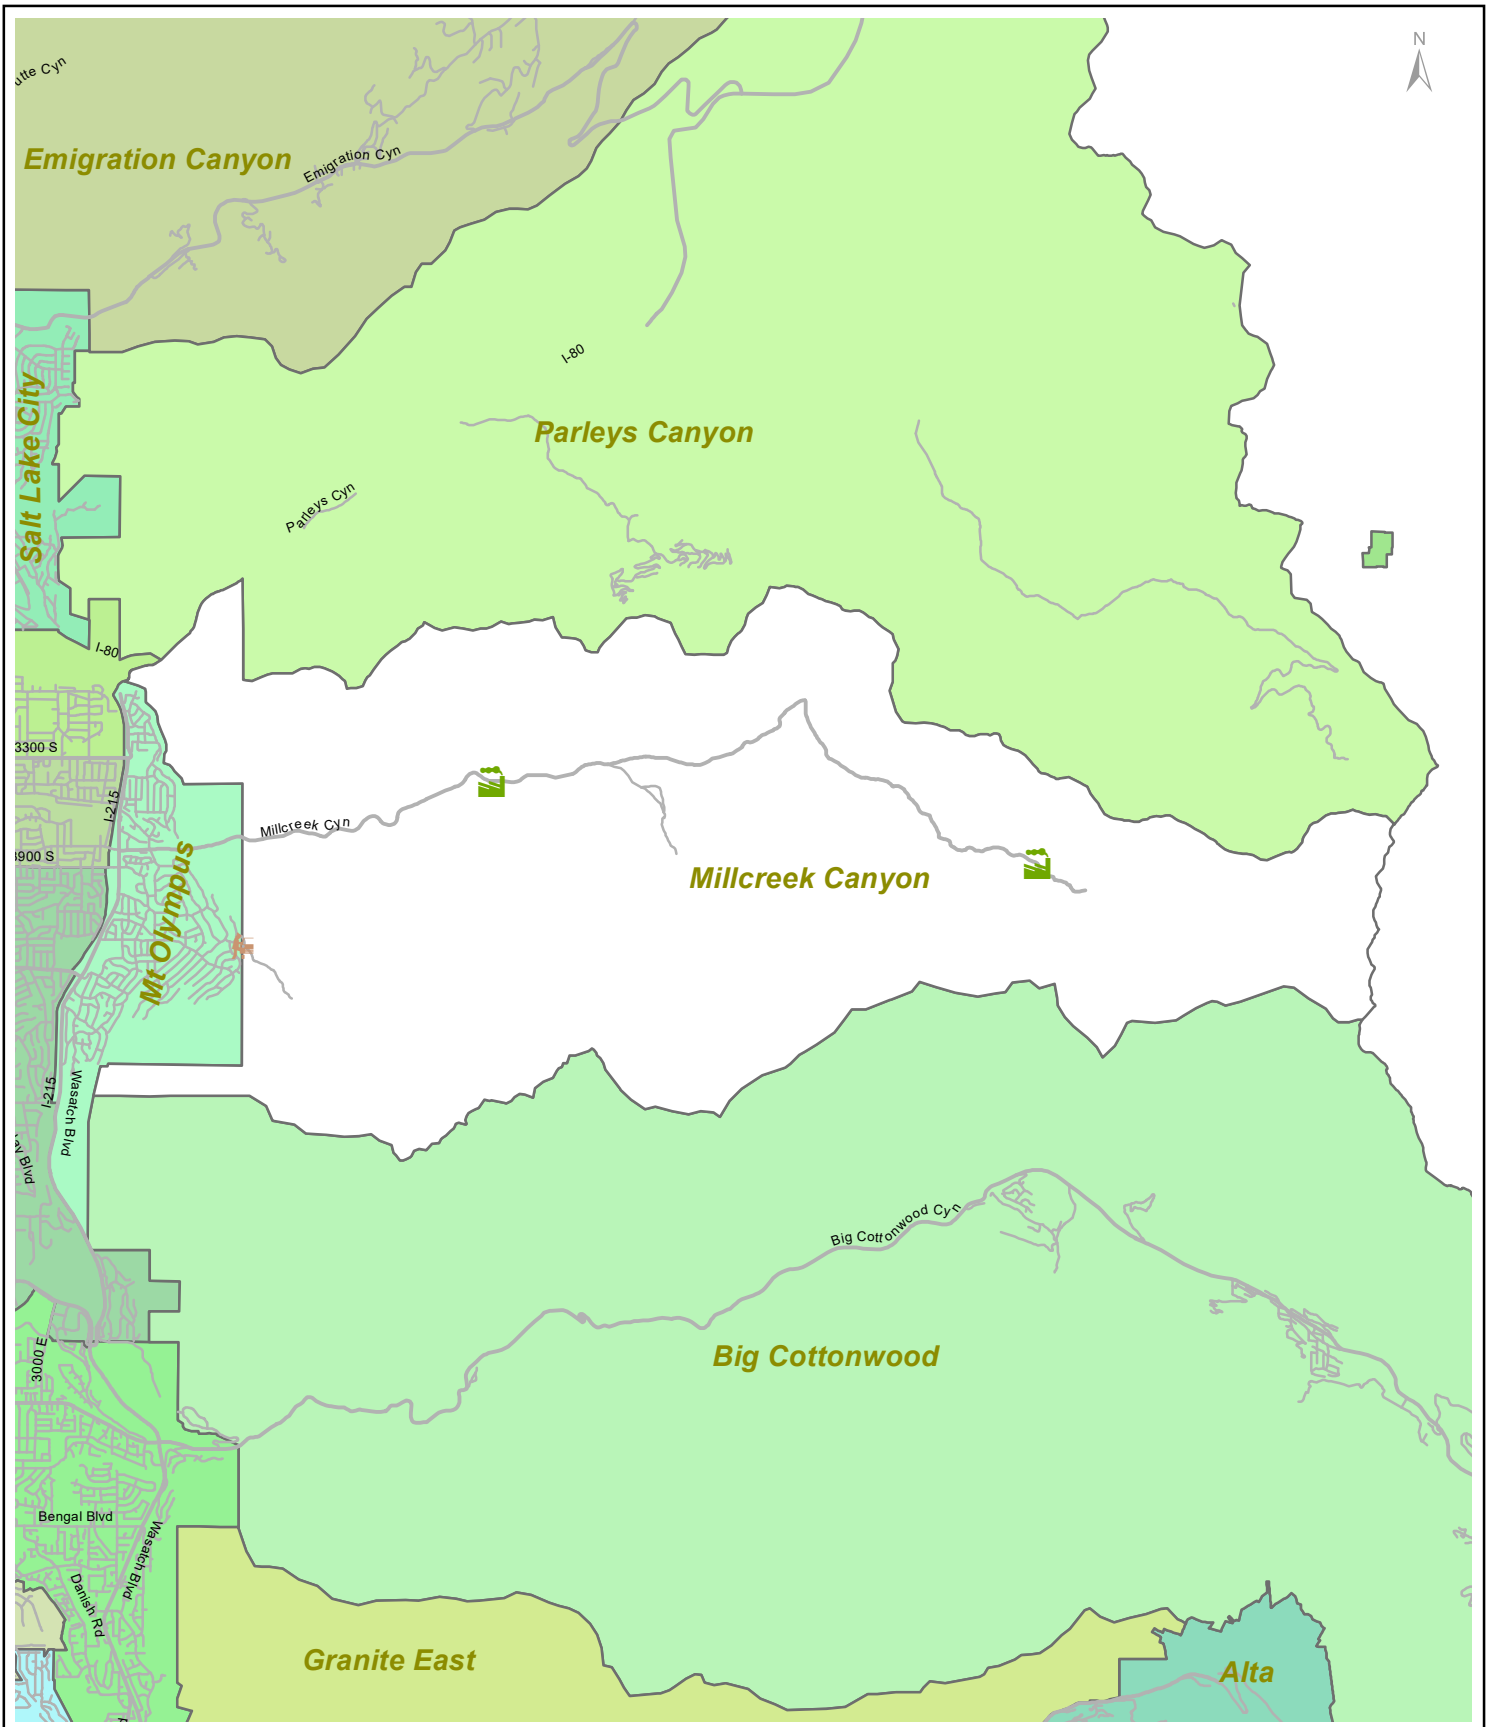 N
utte Cyn
Emigration Canyon
Emigration Cyn
I-80
Salt Lake City
Parleys Canyon
Parleys Cyn
I-80
3300 S
I-215
Millcreek Cyn
3900 S
Millcreek Canyon
Mt Olympus
I-215
Wasatch Blvd
ay Blvd
Big Cottonwood Cyn
3000 E
Big Cottonwood
Bengal Blvd
Wasatch Blvd
Danish Rd
Granite East
Alta